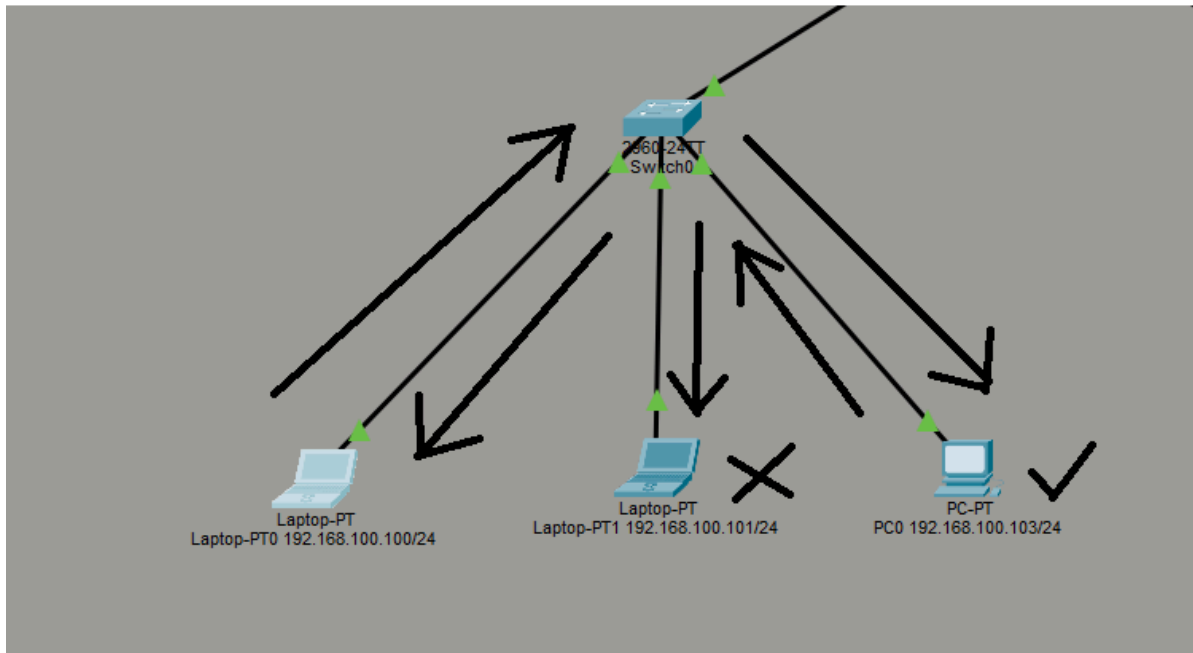 2960-24TT
Switch0
Laptop-PT
Laptop-PT0 192.168.100.100/24
Laptop-PT
Laptop-PT1 192.168.100.101/24
PC-PT
PC0 192.168.100.103/24